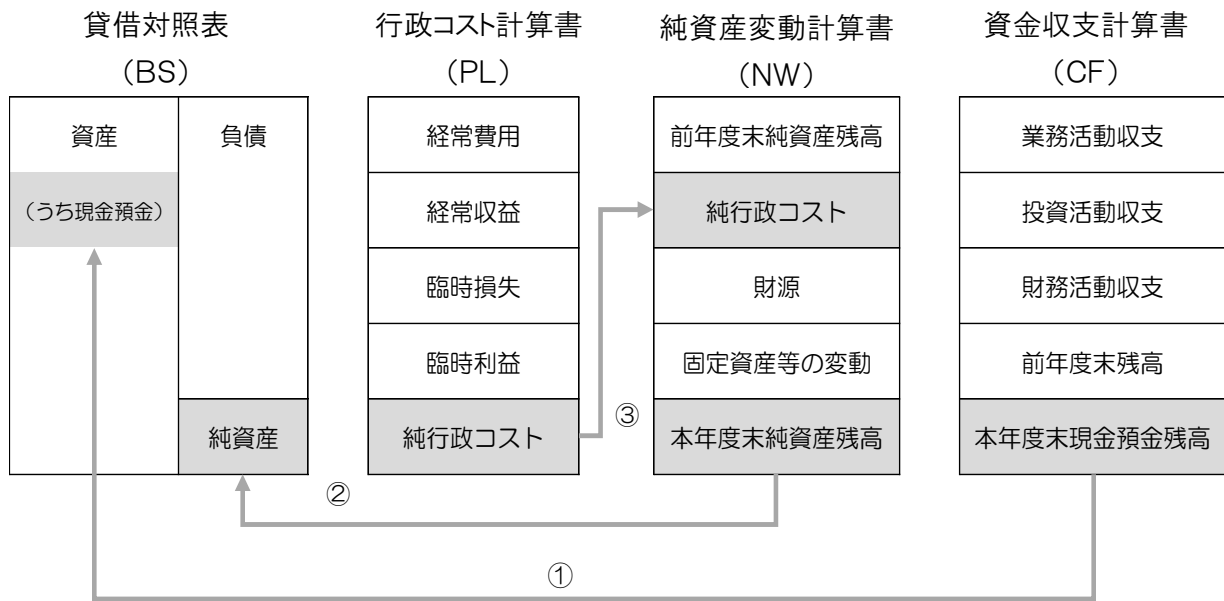 貸借対照表
（BS）
資産
（うち現金預金）
負債
純資産
行政コスト計算書
（PL）
経常費用
経常収益
臨時損失
臨時利益
純行政コスト
純資産変動計算書
（NW）
前年度末純資産残高
純行政コスト
財源
固定資産等の変動
本年度末純資産残高
資金収支計算書
（CF）
業務活動収支
投資活動収支
財務活動収支
前年度末残高
本年度末現金預金残高
③
②
①